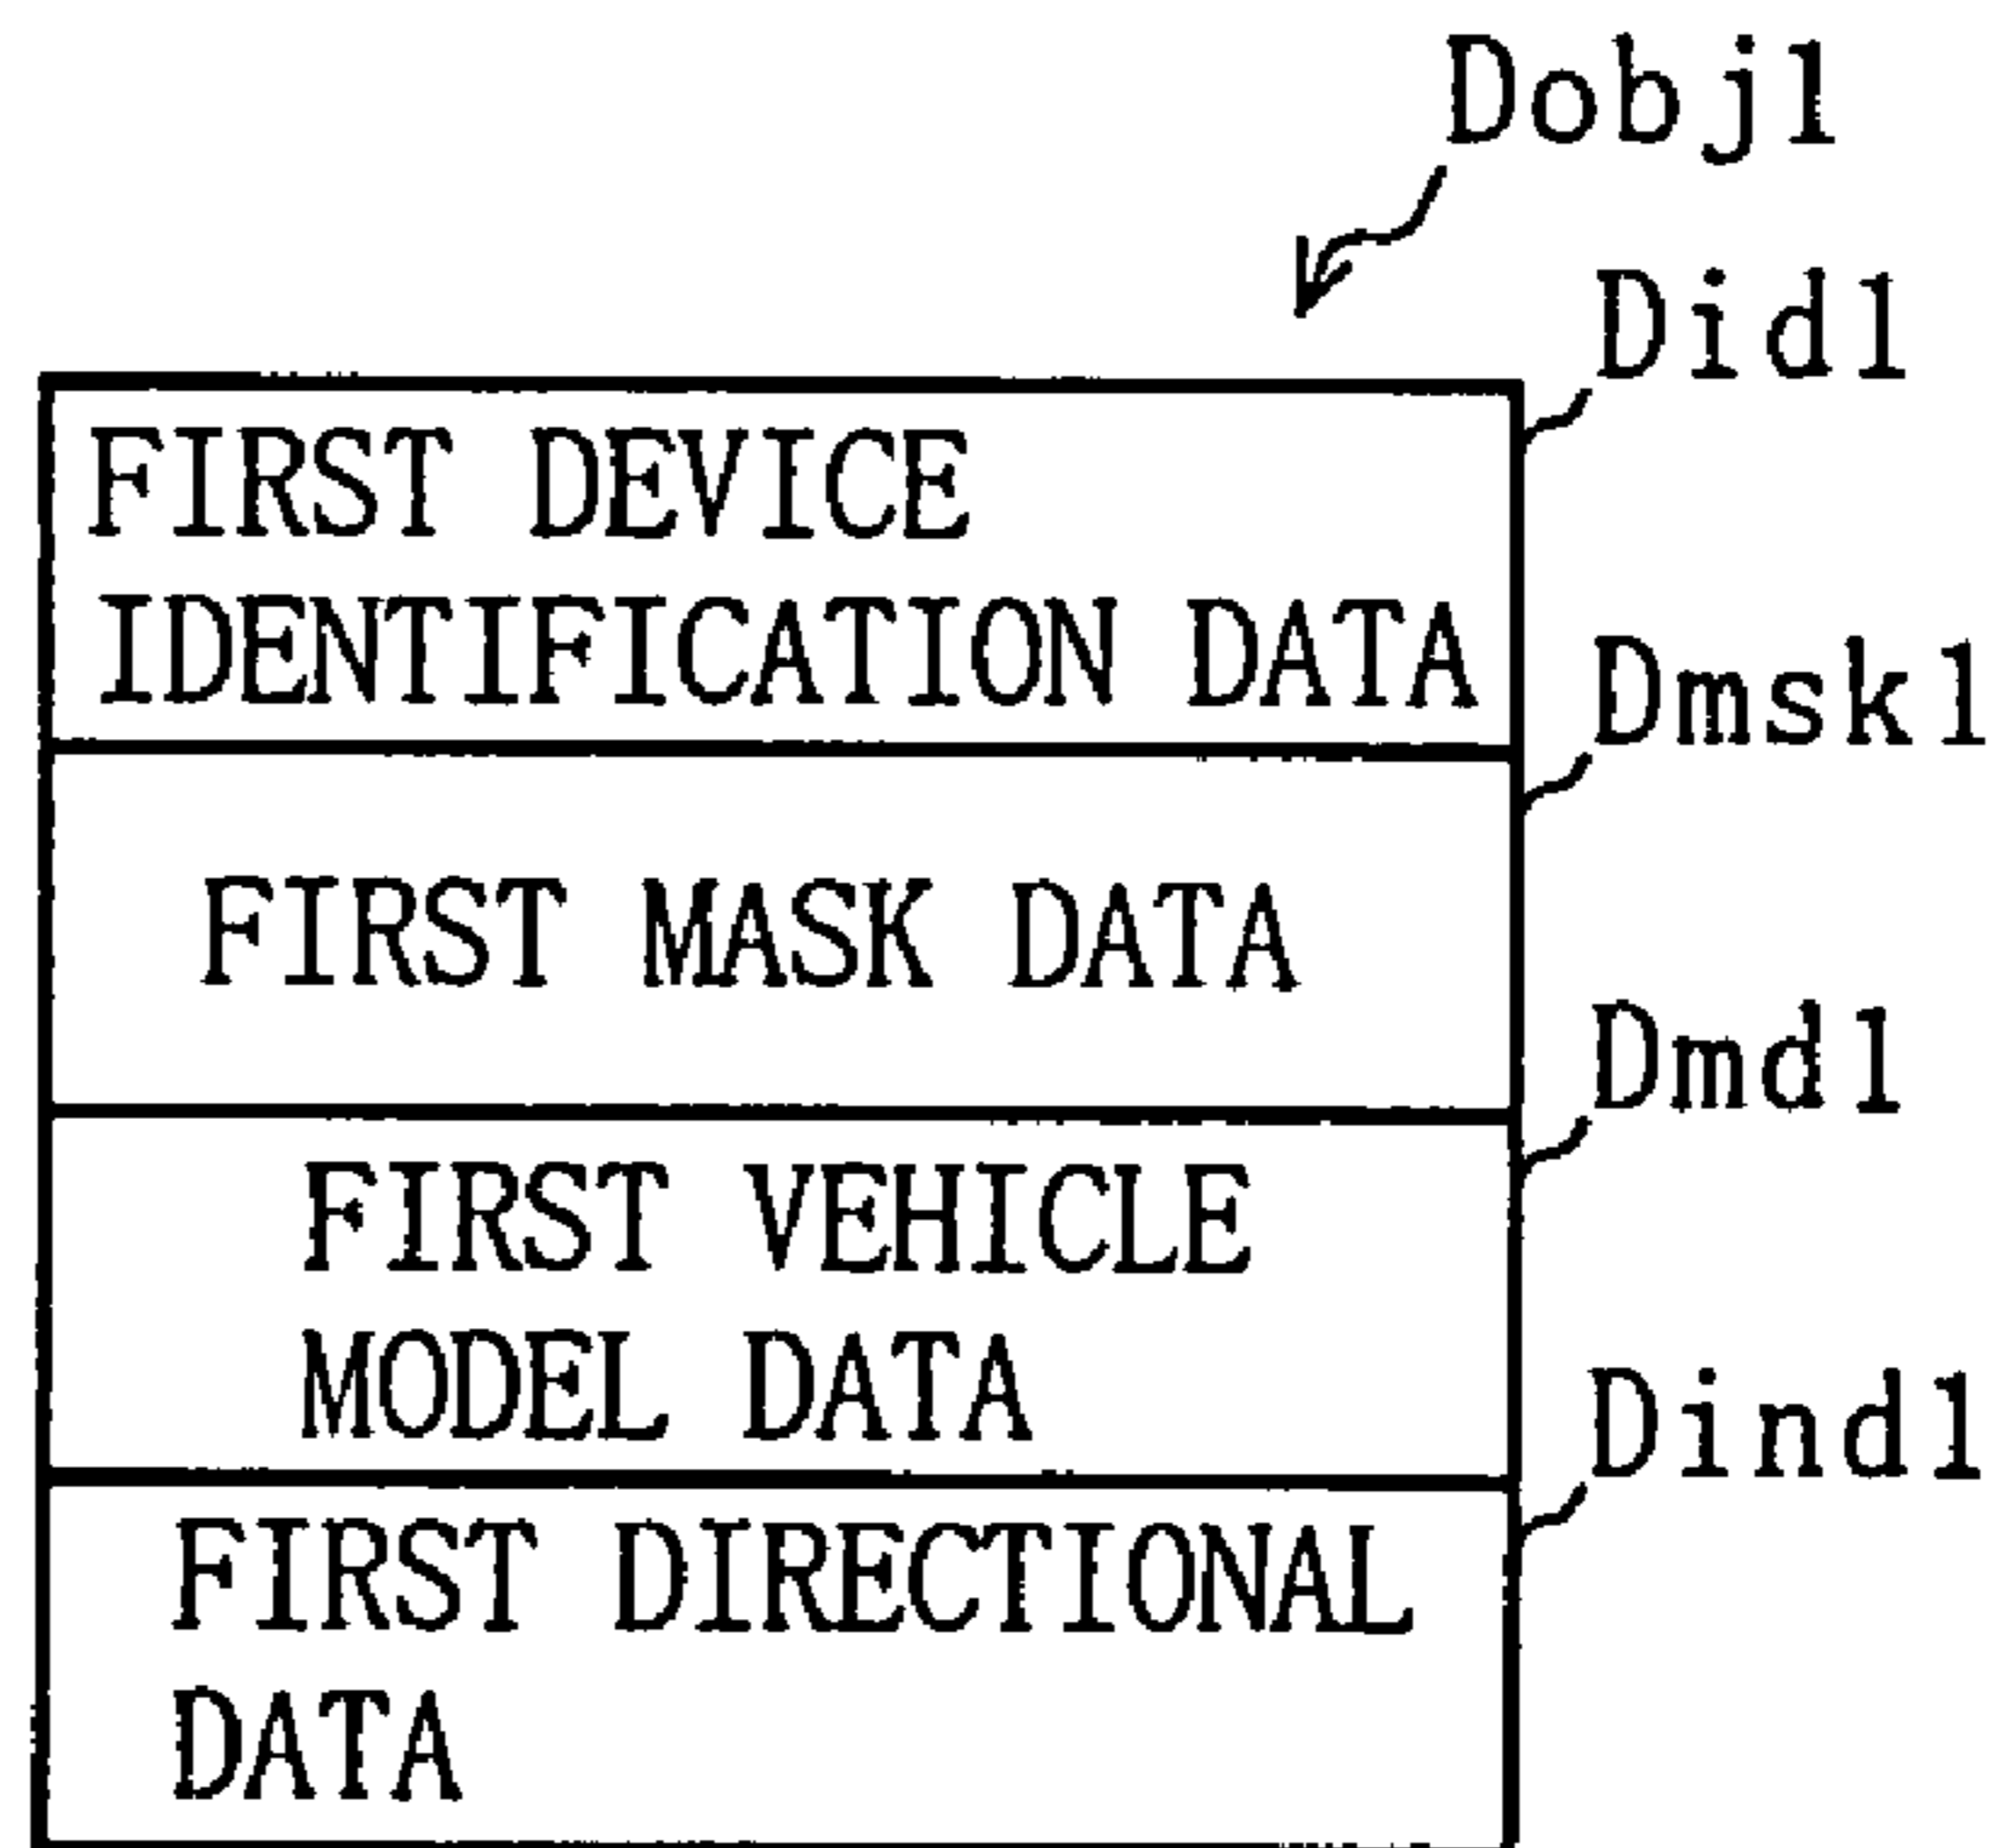 Dobj1
Did1
FIRST DEVICE
IDENTIFICATION DATA
Dmsk1
FIRST MASK DATA
Dmd1
FIRST VEHICLE
MODEL DATA
Dind1
FIRST DIRECTIONAL
DATA